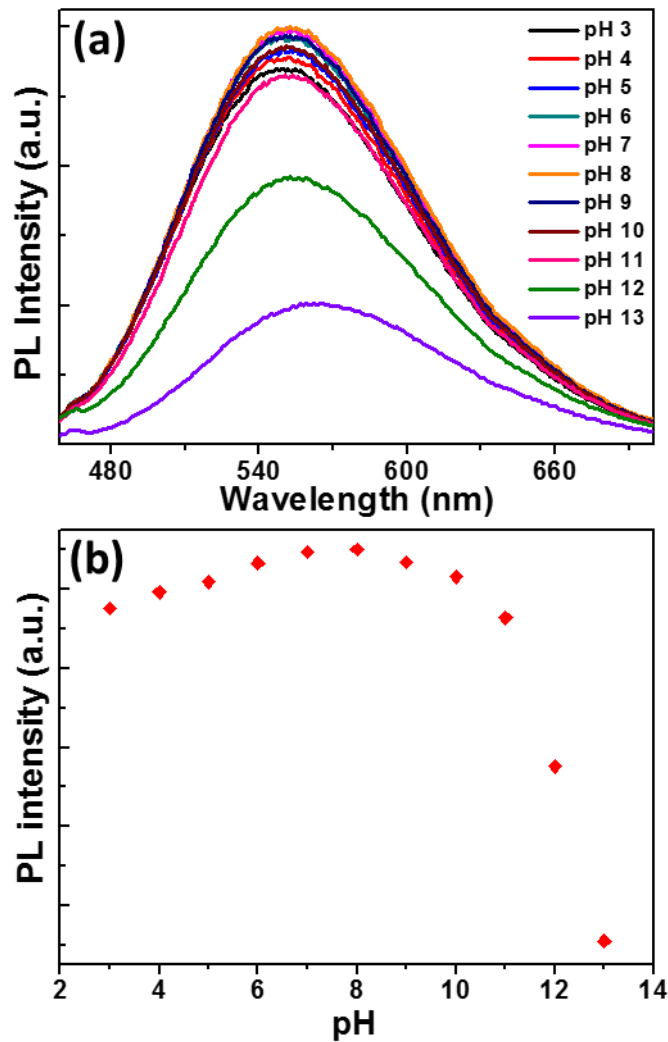 (a)
pH 3
pH 4
pH 5
pH 6
pH 7
pH 8
pH 9
pH 10
pH 11
pH 12
pH 13
PL Intensity (a.u.)
480 540 600 660
Wavelength (nm)
(b)
PL intensity (a.u.)
2 4 6 8 10 12 14
pH